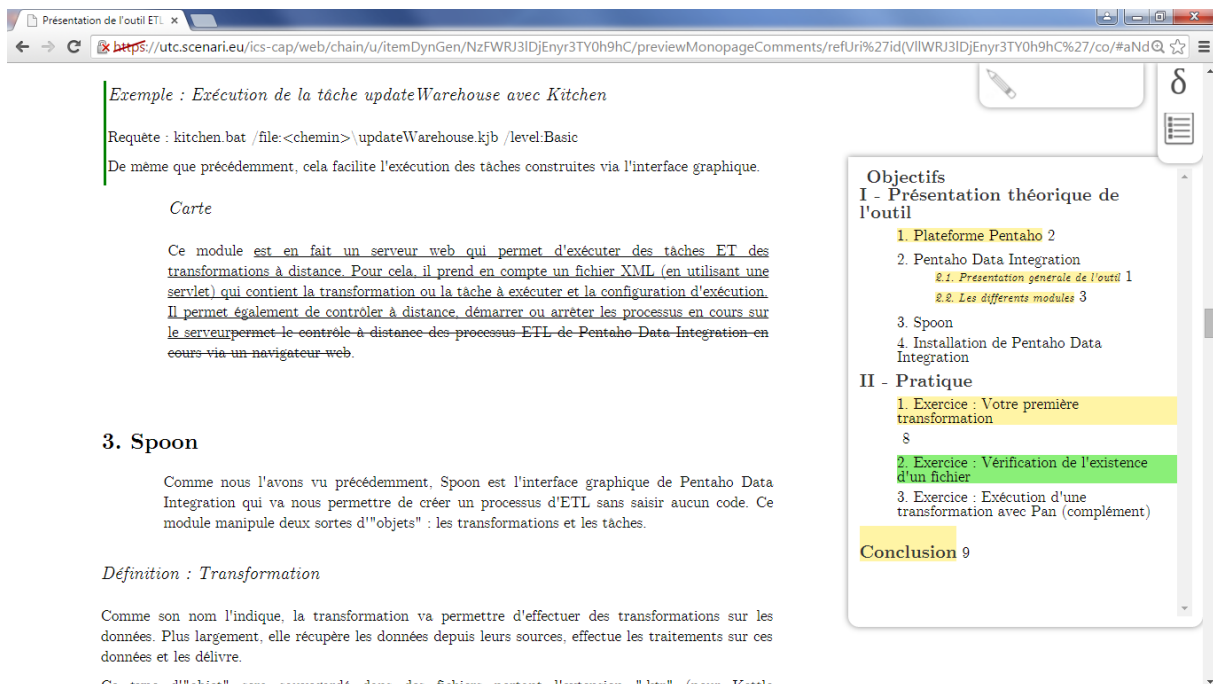 Présentation de l'outil ETL
https://utc.scenari.eu/ics-cap/web/chain/u/itemDynGen/NzFWRJ3lDjEnyr3TY0h9hC/previewMonopageComments/refUri%27id(VllWRJ3lDjEnyr3TY0h9hC%27/co/#aNd
Exemple : Exécution de la tâche updateWarehouse avec Kitchen
Requête : kitchen.bat /file:<chemin>\updateWarehouse.kjb /level:Basic
De même que précédemment, cela facilite l'exécution des tâches construites via l'interface graphique.
Carte
Ce module est en fait un serveur web qui permet d'exécuter des tâches ET des
transformations à distance. Pour cela, il prend en compte un fichier XML (en utilisant une
servlet) qui contient la transformation ou la tâche à exécuter et la configuration d'exécution.
Il permet également de contrôler à distance, démarrer ou arrêter les processus en cours sur
le serveurpermet le contrôle à distance des processus ETL de Pentaho Data Integration en
cours via un navigateur web.
3. Spoon
Comme nous l'avons vu précédemment, Spoon est l'interface graphique de Pentaho Data
Integration qui va nous permettre de créer un processus d'ETL sans saisir aucun code. Ce
module manipule deux sortes d'"objets" : les transformations et les tâches.
Définition : Transformation
Comme son nom l'indique, la transformation va permettre d'effectuer des transformations sur les
données. Plus largement, elle récupère les données depuis leurs sources, effectue les traitements sur ces
données et les délivre.
Ce type d'"objet" sera sauvegardé dans des fichiers portant l'extension ".ktr" (pour Kettle
δ
Objectifs
I - Présentation théorique de
l'outil
1. Plateforme Pentaho 2
2. Pentaho Data Integration
2.1. Présentation générale de l'outil 1
2.2. Les différents modules 3
3. Spoon
4. Installation de Pentaho Data
Integration
II - Pratique
1. Exercice : Votre première
transformation
8
2. Exercice : Vérification de l'existence
d'un fichier
3. Exercice : Exécution d'une
transformation avec Pan (complément)
Conclusion 9